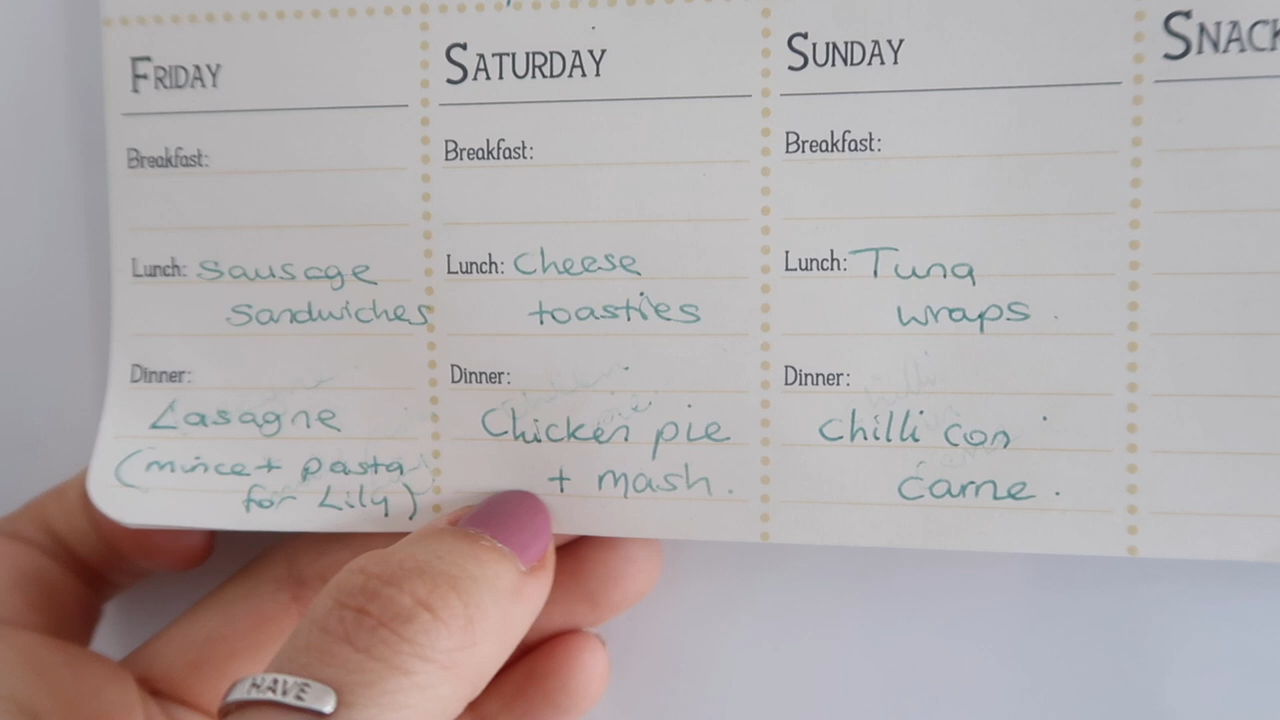 FRIDAY
Breakfast:
Lunch: Sausage
Sandwiches
Dinner:
Lasagne
(mince + pasta
for Lily)
SATURDAY
Breakfast:
Lunch: Cheese
toasties
Dinner:
Chicken pie
+ mash.
SUNDAY
Breakfast:
Lunch: Tuna
wraps.
Dinner:
Chilli con
carne.
SNACK
HAVE